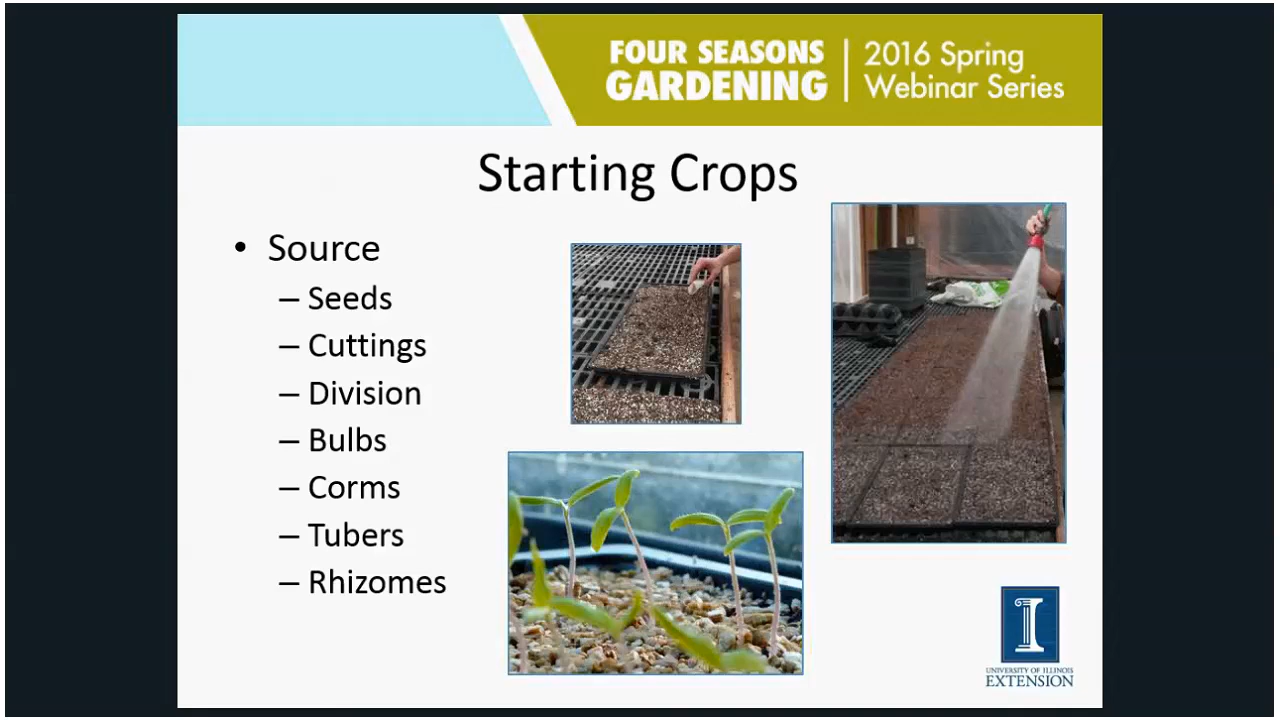 FOUR SEASONS
GARDENING
2016 Spring
Webinar Series
Starting Crops
• Source
– Seeds
– Cuttings
– Division
– Bulbs
– Corms
– Tubers
– Rhizomes
I
UNIVERSITY OF ILLINOIS
EXTENSION